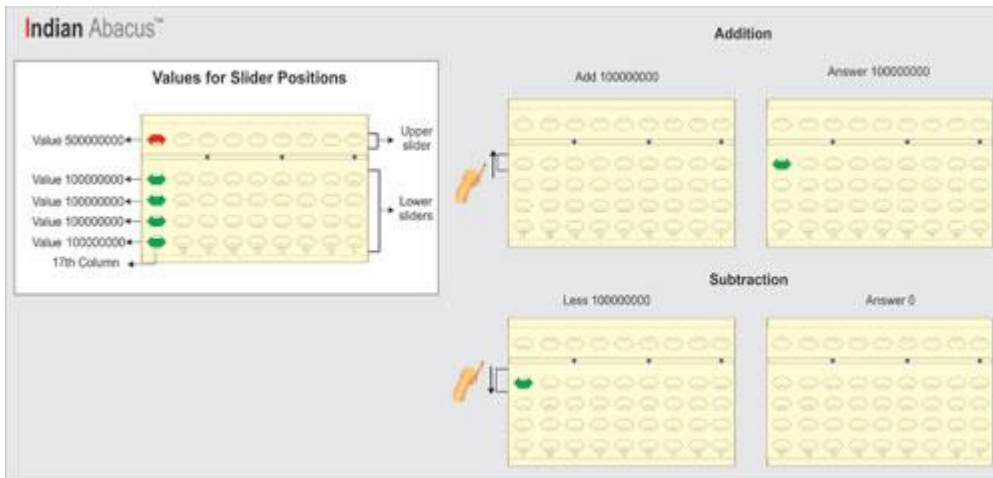 Indian Abacus™
Values for Slider Positions
Value 500000000
Upper
slider
Value 100000000
Value 100000000
Value 100000000
Value 100000000
Lower
sliders
17th Column
Addition
Add 100000000
Answer 100000000
Subtraction
Less 100000000
Answer 0